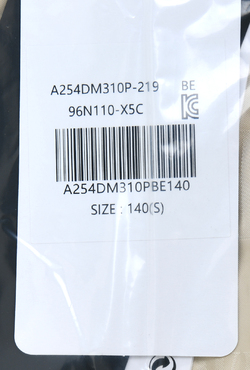 A254DM310P-219 BE
96N110-X5C
A254DM310PBE140
SIZE : 140(S)